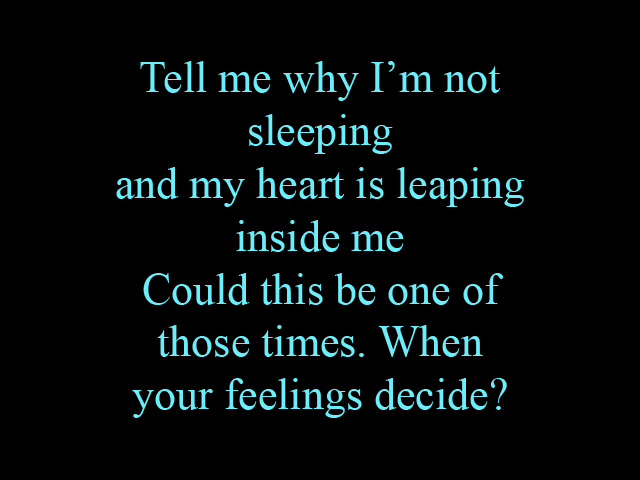 Tell me why I’m not
sleeping
and my heart is leaping
inside me
Could this be one of
those times. When
your feelings decide?